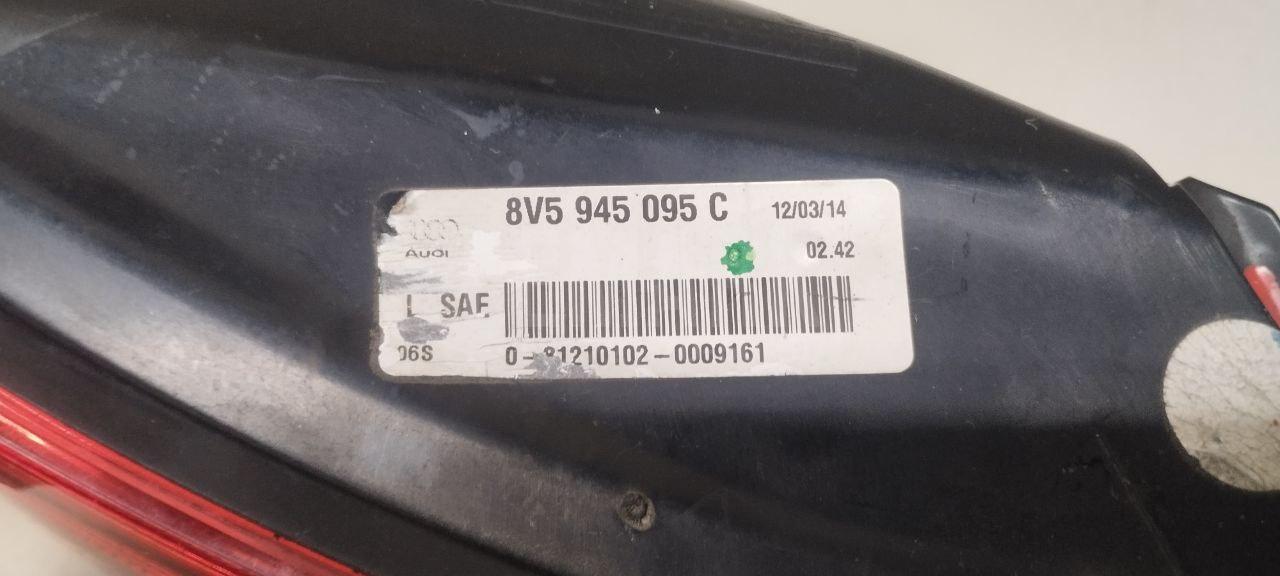 8V5 945 095 C 12/03/14
AUDI 02.42
L SAF.
06S 0-81210102-0009161